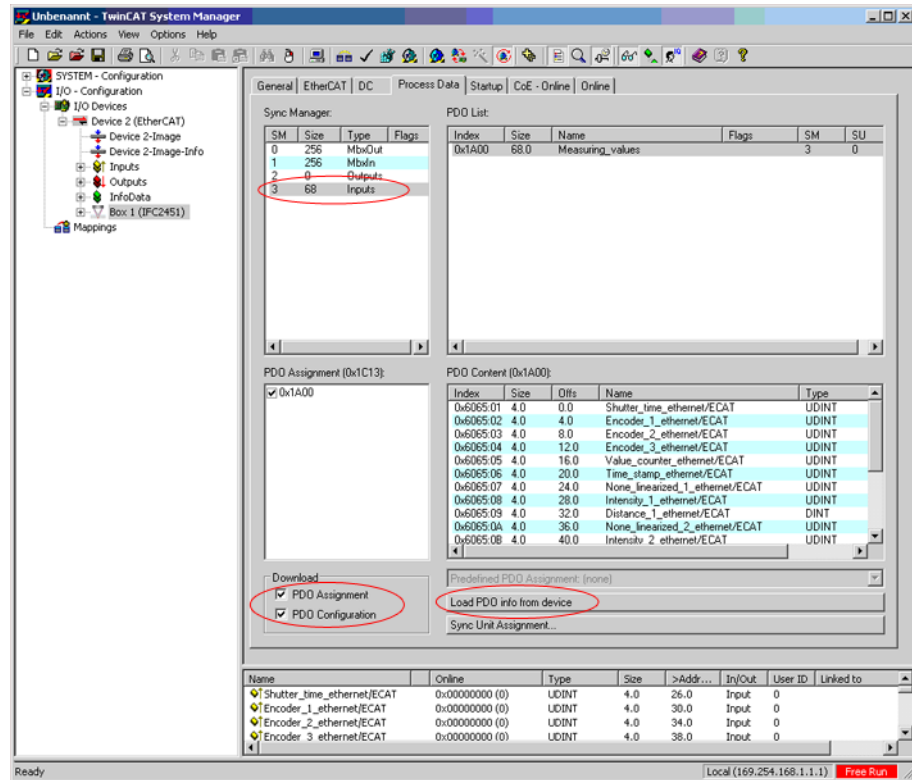 Unbenannt - TwinCAT System Manager
File Edit Actions View Options Help
SYSTEM - Configuration
I/O - Configuration
I/O Devices
Device 2 (EtherCAT)
Device 2-Image
Device 2-Image-Info
Inputs
Outputs
InfoData
Box 1 (IFC2451)
Mappings
General EtherCAT DC Process Data Startup CoE - Online Online
Sync Manager:
SM Size Type Flags
0 256 MbxOut
1 256 MbxIn
2 0 Outputs
3 68 Inputs
PDO List:
Index Size Name Flags SM SU
0x1A00 68.0 Measuring_values 3 0
PDO Assignment (0x1C13):
0x1A00
PDO Content (0x1A00):
Index Size Offs Name Type
0x6065:01 4.0 0.0 Shutter_time_ethernet/ECAT UDINT
0x6065:02 4.0 4.0 Encoder_1_ethernet/ECAT UDINT
0x6065:03 4.0 8.0 Encoder_2_ethernet/ECAT UDINT
0x6065:04 4.0 12.0 Encoder_3_ethernet/ECAT UDINT
0x6065:05 4.0 16.0 Value_counter_ethernet/ECAT UDINT
0x6065:06 4.0 20.0 Time_stamp_ethernet/ECAT UDINT
0x6065:07 4.0 24.0 None_linearized_1_ethernet/ECAT UDINT
0x6065:08 4.0 28.0 Intensity_1_ethernet/ECAT UDINT
0x6065:09 4.0 32.0 Distance_1_ethernet/ECAT DINT
0x6065:0A 4.0 36.0 None_linearized_2_ethernet/ECAT UDINT
0x6065:0B 4.0 40.0 Intensity_2_ethernet/ECAT UDINT
Download
PDO Assignment
PDO Configuration
Predefined PDO Assignment: (none)
Load PDO info from device
Sync Unit Assignment...
Name Online Type Size >Addr... In/Out User ID Linked to
Shutter_time_ethernet/ECAT 0x00000000 (0) UDINT 4.0 26.0 Input 0
Encoder_1_ethernet/ECAT 0x00000000 (0) UDINT 4.0 30.0 Input 0
Encoder_2_ethernet/ECAT 0x00000000 (0) UDINT 4.0 34.0 Input 0
Encoder_3_ethernet/ECAT 0x00000000 (0) UDINT 4.0 38.0 Input 0
Ready
Local (169.254.168.1.1.1) Free Run